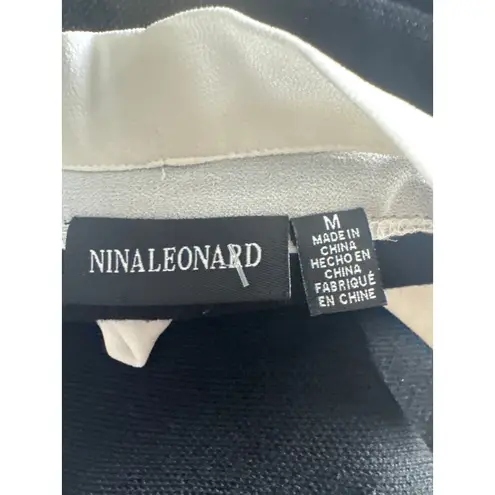 NINALEONARD
M
MADE IN
CHINA
HECHO EN
CHINA
FABRIQUÉ
EN CHINE